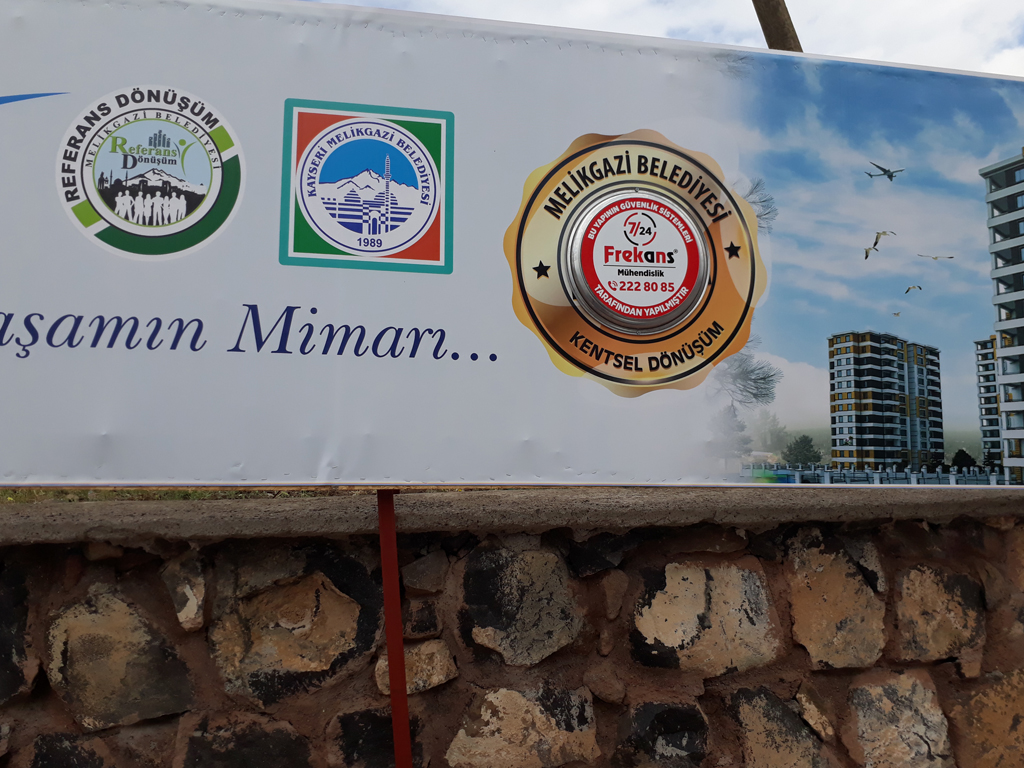 REFERANS DÖNÜŞÜM
MELİKGAZİ BELEDİYESİ
Referans
Dönüşüm
KAYSERİ MELİKGAZİ BELEDİYESİ
1989
MELİKGAZİ BELEDİYESİ
BU YAPININ GÜVENLİK SİSTEMLERİ
7/24
Frekans®
Mühendislik
222 80 85
TARAFINDAN YAPILMIŞTIR
KENTSEL DÖNÜŞÜM
aşamın Mimarı...